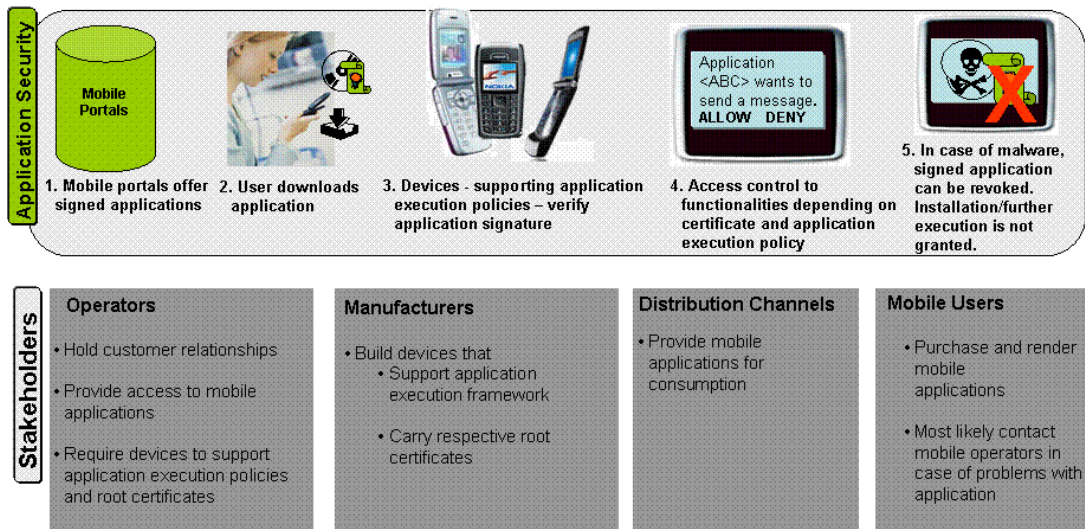 Application Security
Mobile
Portals
1. Mobile portals offer
signed applications
2. User downloads
application
NOKIA
3. Devices - supporting application
execution policies – verify
application signature
Application
<ABC> wants to
send a message.
ALLOW DENY
4. Access control to
functionalities depending on
certificate and application
execution policy
5. In case of malware,
signed application
can be revoked.
Installation/further
execution is not
granted.
Stakeholders
Operators
• Hold customer relationships
• Provide access to mobile
applications
• Require devices to support
application execution policies
and root certificates
Manufacturers
• Build devices that
• Support application
execution framework
• Carry respective root
certificates
Distribution Channels
• Provide mobile
applications for
consumption
Mobile Users
• Purchase and render
mobile
applications
• Most likely contact
mobile operators in
case of problems with
application